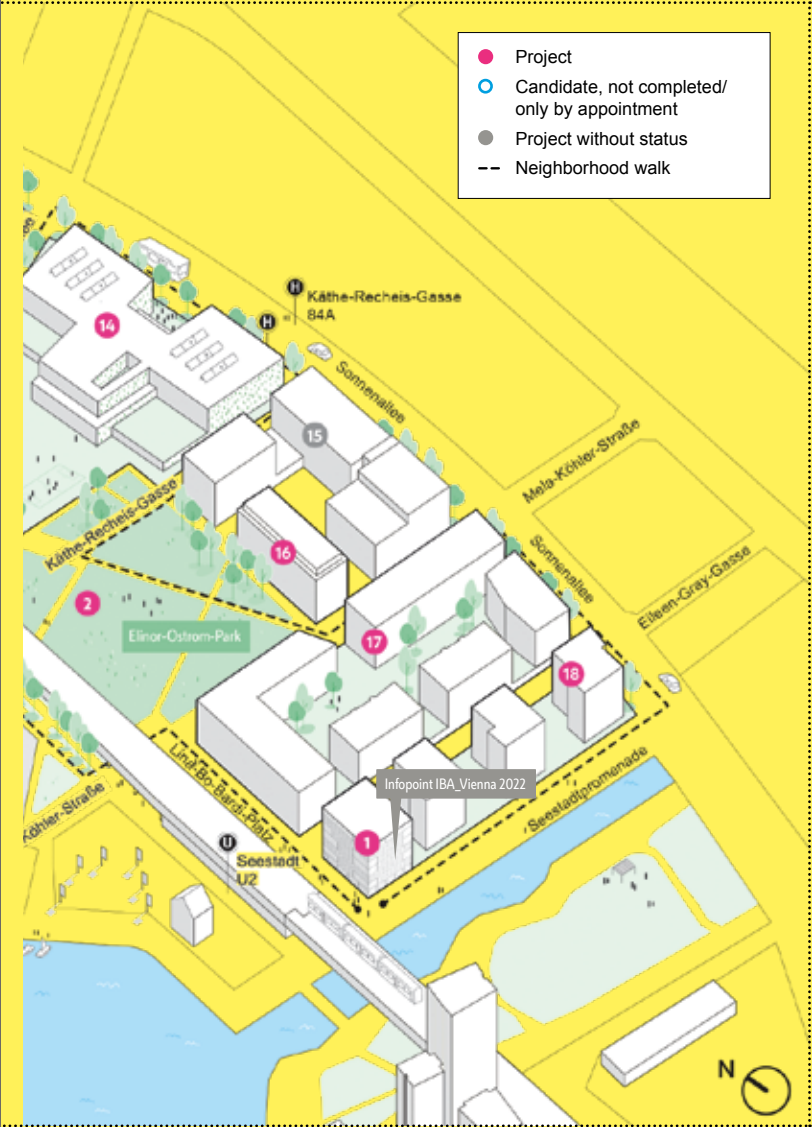 Project
Candidate, not completed/
only by appointment
Project without status
Neighborhood walk
H
Käthe-Recheis-Gasse
84A
H
14
Sonnenallee
15
Mela-Köhler-Straße
Käthe-Recheis-Gasse
16
Sonnenallee
Eileen-Gray-Gasse
2
Elinor-Ostrom-Park
17
18
Lina-Bo-Bardi-Platz
Infopoint IBA_Vienna 2022
Seestadtpromenade
Köhler-Straße
1
U
Seestadt
U2
N